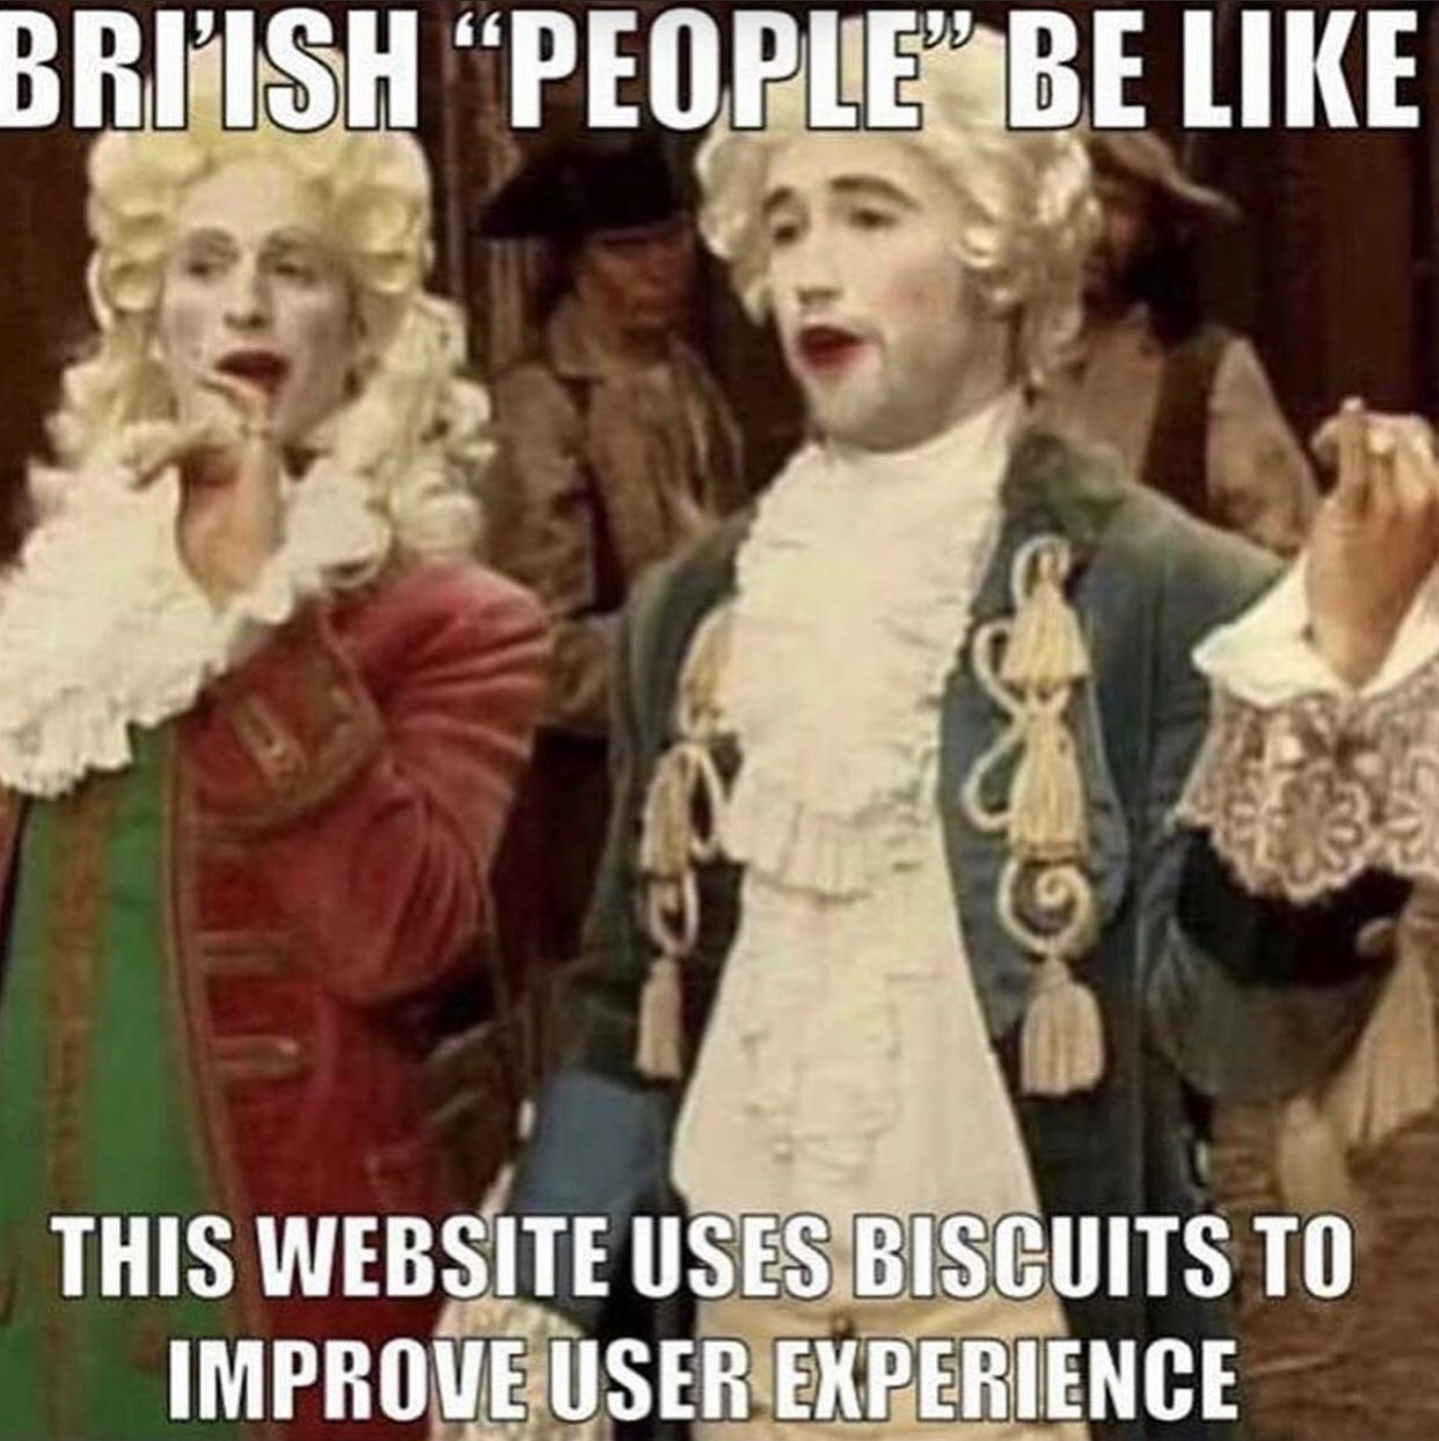 BRI'ISH “PEOPLE” BE LIKE
THIS WEBSITE USES BISCUITS TO
IMPROVE USER EXPERIENCE